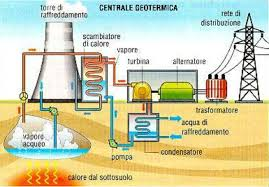 torre di
raffreddamento
CENTRALE GEOTERMICA
rete di
distribuzione
scambiatore
di calore
vapore
turbina
alternatore
trasformatore
acqua di
raffreddamento
vapore
acqueo
condensatore
pompa
calore dal sottosuolo